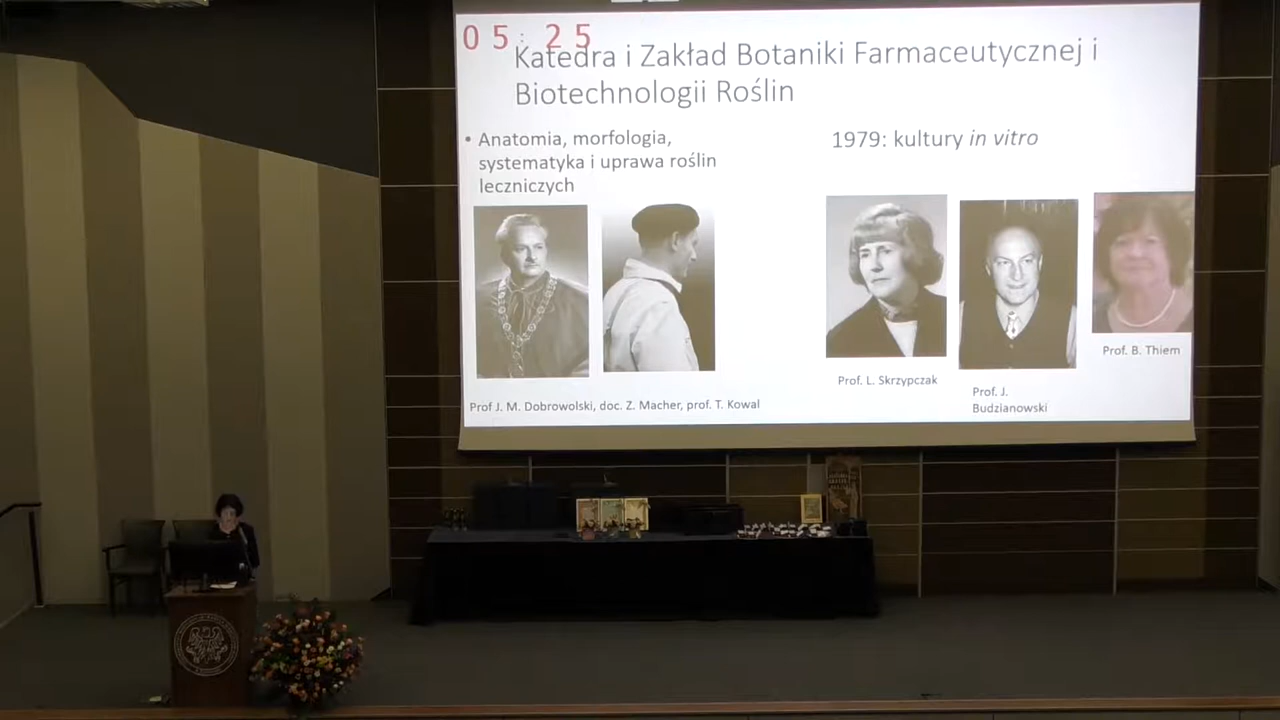 05:25
Katedra i Zakład Botaniki Farmaceutycznej i
Biotechnologii Roślin
• Anatomia, morfologia,
systematyka i uprawa roślin
leczniczych
1979: kultury in vitro
Prof J. M. Dobrowolski, doc. Z. Macher, prof. T. Kowal
Prof. L. Skrzypczak
Prof. J.
Budzianowski
Prof. B. Thiem